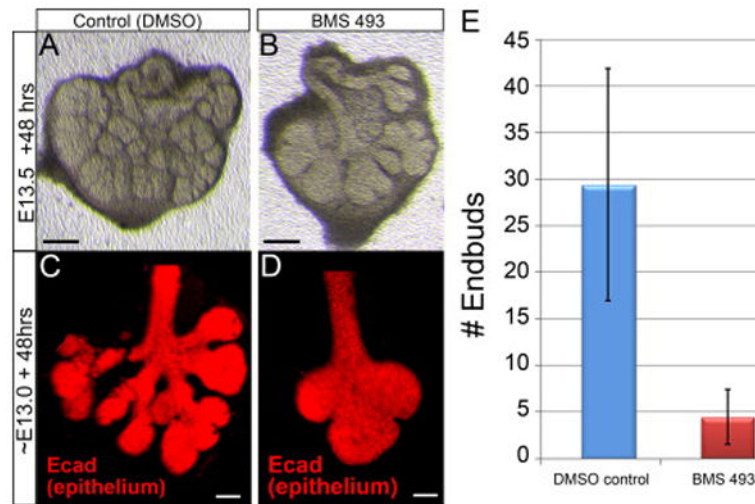 Control (DMSO)
BMS 493
E13.5 +48 hrs
A
B
~E13.0 + 48hrs
C
Ecad
(epithelium)
D
Ecad
(epithelium)
E
# Endbuds
45
40
35
30
25
20
15
10
5
0
DMSO control
BMS 493